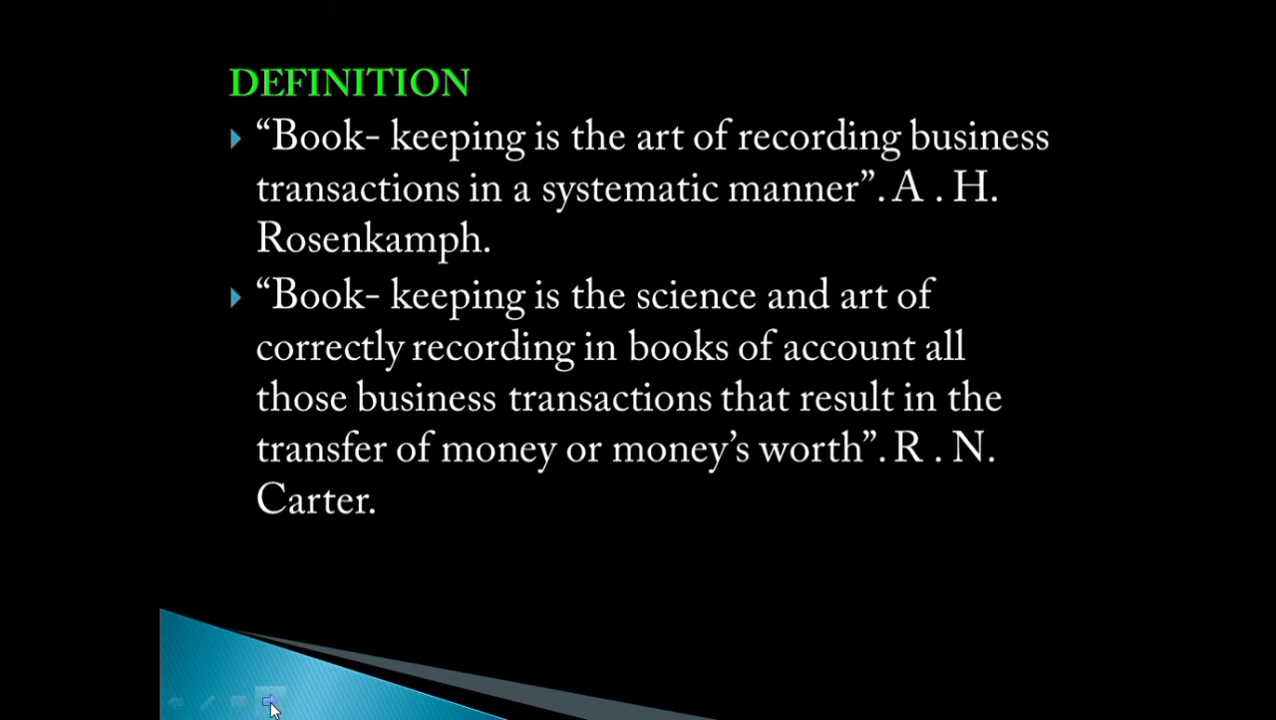 DEFINITION
“Book- keeping is the art of recording business
transactions in a systematic manner”. A . H.
Rosenkamph.
“Book- keeping is the science and art of
correctly recording in books of account all
those business transactions that result in the
transfer of money or money’s worth”. R . N.
Carter.